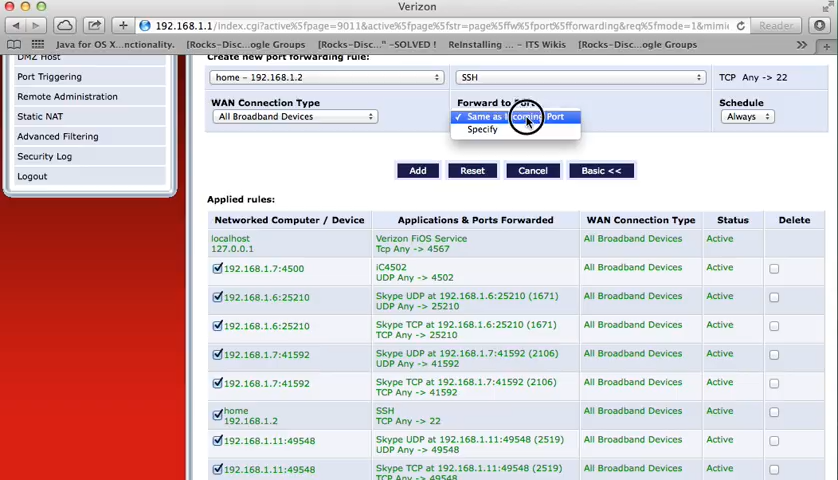 Verizon
192.168.1.1/index.cgi?active%5fpage=9011&active%5fpage%5fstr=page%5ffw%5fport%5fforwarding&req%5fmode=1&mimi
Reader
Java for OS X...nctionality. [Rocks-Disc...ogle Groups [Rocks-Disc..." -SOLVED ! ReInstalling ... ITS Wikis [Rocks-Disc...ogle Groups
DMZ Host
Port Triggering
Remote Administration
Static NAT
Advanced Filtering
Security Log
Logout
Create new port forwarding rule:
home - 192.168.1.2 SSH TCP Any -> 22
WAN Connection Type Forward to Port Schedule
All Broadband Devices ✓ Same as Incoming Port Always
Specify
Add Reset Cancel Basic <<
Applied rules:
Networked Computer / Device Applications & Ports Forwarded WAN Connection Type Status Delete
localhost Verizon FiOS Service All Broadband Devices Active
127.0.0.1 Tcp Any -> 4567
192.168.1.7:4500 iC4502 All Broadband Devices Active
UDP Any -> 4502
192.168.1.6:25210 Skype UDP at 192.168.1.6:25210 (1671) All Broadband Devices Active
UDP Any -> 25210
192.168.1.6:25210 Skype TCP at 192.168.1.6:25210 (1671) All Broadband Devices Active
TCP Any -> 25210
192.168.1.7:41592 Skype UDP at 192.168.1.7:41592 (2106) All Broadband Devices Active
UDP Any -> 41592
192.168.1.7:41592 Skype TCP at 192.168.1.7:41592 (2106) All Broadband Devices Active
TCP Any -> 41592
home SSH All Broadband Devices Active
192.168.1.2 TCP Any -> 22
192.168.1.11:49548 Skype UDP at 192.168.1.11:49548 (2519) All Broadband Devices Active
UDP Any -> 49548
192.168.1.11:49548 Skype TCP at 192.168.1.11:49548 (2519) All Broadband Devices Active
TCP Any -> 49548